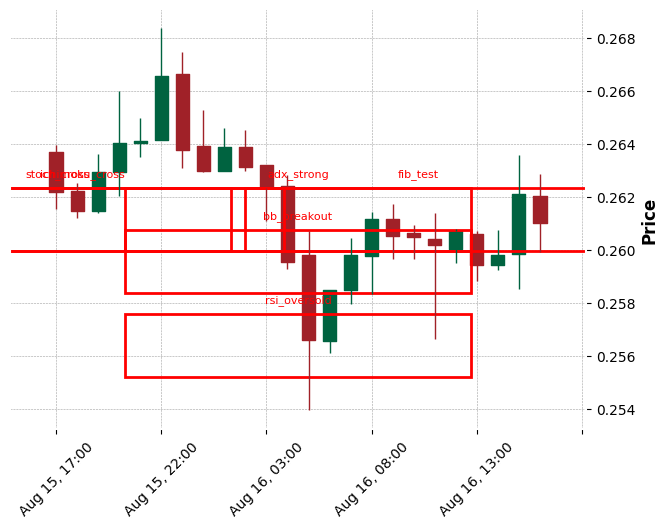 0.268
0.266
0.264
adx_strong
fib_test
0.262
bb_breakout
0.260
rsi_oversold
0.258
0.256
0.254
Price
Aug 15, 17:00
Aug 15, 22:00
Aug 16, 03:00
Aug 16, 08:00
Aug 16, 13:00